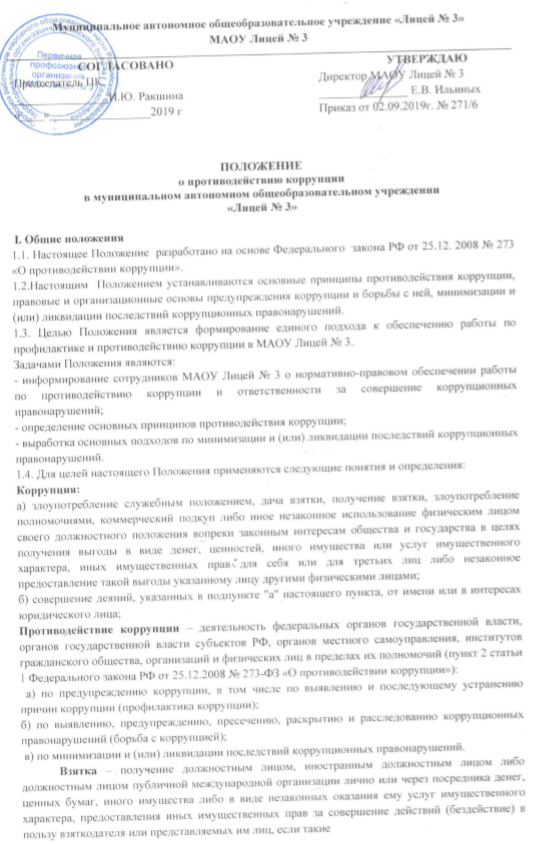 Муниципальное автономное общеобразовательное учреждение «Лицей № 3»
МАОУ Лицей № 3
СОГЛАСОВАНО
Председатель ПК
И.Ю. Ракшина
2019 г
УТВЕРЖДАЮ
Директор МАОУ Лицей № 3
Е.В. Ильиных
Приказ от 02.09.2019г. № 271/6
Первичная
профсоюзная
организация
ПОЛОЖЕНИЕ
о противодействию коррупции
в муниципальном автономном общеобразовательном учреждении
«Лицей № 3»
I. Общие положения
1.1. Настоящее Положение разработано на основе Федерального закона РФ от 25.12. 2008 № 273
«О противодействии коррупции».
1.2.Настоящим Положением устанавливаются основные принципы противодействия коррупции,
правовые и организационные основы предупреждения коррупции и борьбы с ней, минимизации и
(или) ликвидации последствий коррупционных правонарушений.
1.3. Целью Положения является формирование единого подхода к обеспечению работы по
профилактике и противодействию коррупции в МАОУ Лицей № 3.
Задачами Положения являются:
- информирование сотрудников МАОУ Лицей № 3 о нормативно-правовом обеспечении работы
по противодействию коррупции и ответственности за совершение коррупционных
правонарушений;
- определение основных принципов противодействия коррупции;
- выработка основных подходов по минимизации и (или) ликвидации последствий коррупционных
правонарушений.
1.4. Для целей настоящего Положения применяются следующие понятия и определения:
Коррупция:
а) злоупотребление служебным положением, дача взятки, получение взятки, злоупотребление
полномочиями, коммерческий подкуп либо иное незаконное использование физическим лицом
своего должностного положения вопреки законным интересам общества и государства в целях
получения выгоды в виде денег, ценностей, иного имущества или услуг имущественного
характера, иных имущественных прав для себя или для третьих лиц либо незаконное
предоставление такой выгоды указанному лицу другими физическими лицами;
б) совершение деяний, указанных в подпункте "а" настоящего пункта, от имени или в интересах
юридического лица;
Противодействие коррупции – деятельность федеральных органов государственной власти,
органов государственной власти субъектов РФ, органов местного самоуправления, институтов
гражданского общества, организаций и физических лиц в пределах их полномочий (пункт 2 статьи
1 Федерального закона РФ от 25.12.2008 № 273-ФЗ «О противодействии коррупции»):
а) по предупреждению коррупции, в том числе по выявлению и последующему устранению
причин коррупции (профилактика коррупции);
б) по выявлению, предупреждению, пресечению, раскрытию и расследованию коррупционных
правонарушений (борьба с коррупцией);
в) по минимизации и (или) ликвидации последствий коррупционных правонарушений.
Взятка – получение должностным лицом, иностранным должностным лицом либо
должностным лицом публичной международной организации лично или через посредника денег,
ценных бумаг, иного имущества либо в виде незаконных оказания ему услуг имущественного
характера, предоставления иных имущественных прав за совершение действий (бездействие) в
пользу взяткодателя или представляемых им лиц, если такие